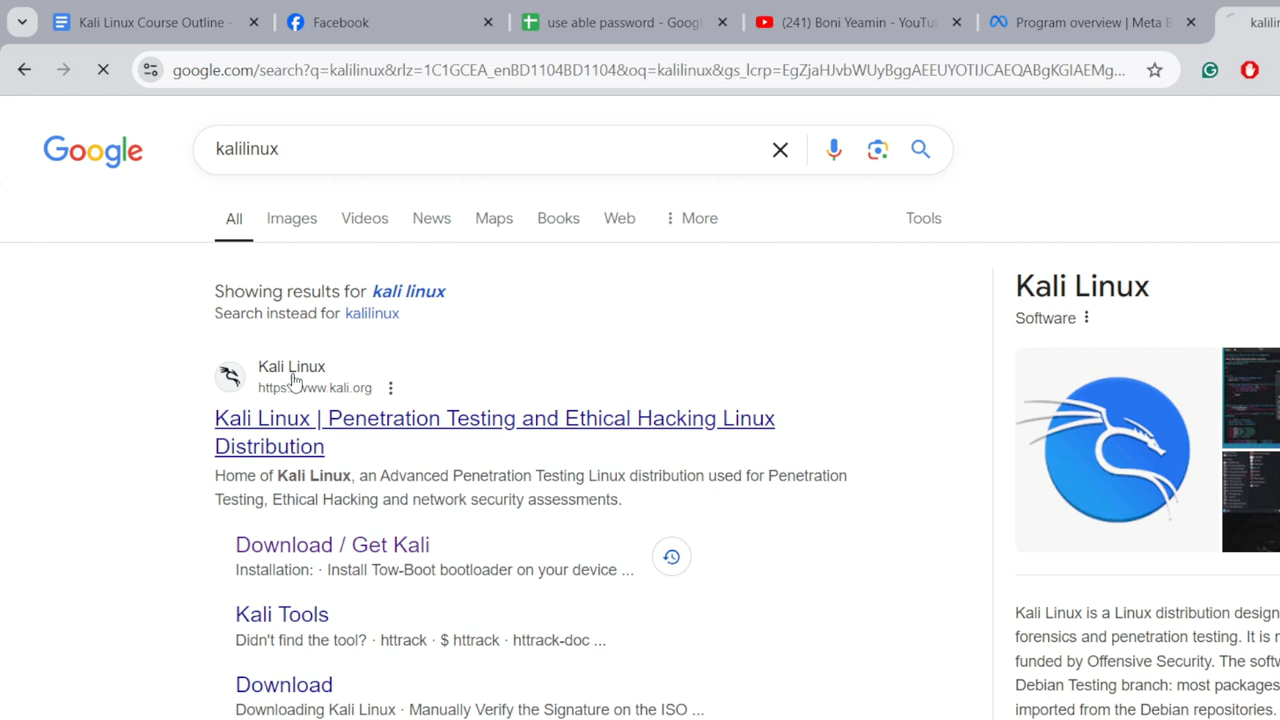 Kali Linux Course Outline -
Facebook
use able password - Goog
(241) Boni Yeamin - YouTu
Program overview | Meta B
kalilin
google.com/search?q=kalilinux&rlz=1C1GCEA_enBD1104BD1104&oq=kalilinux&gs_lcrp=EgZjaHJvbWUyBggAEEUYOTIJCAEQABgKGIAEMg...
Google
kalilinux
All
Images
Videos
News
Maps
Books
Web
More
Tools
Showing results for kali linux
Search instead for kalilinux
Kali Linux
https://www.kali.org
Kali Linux | Penetration Testing and Ethical Hacking Linux
Distribution
Home of Kali Linux, an Advanced Penetration Testing Linux distribution used for Penetration
Testing, Ethical Hacking and network security assessments.
Download / Get Kali
Installation: · Install Tow-Boot bootloader on your device ...
Kali Tools
Didn't find the tool? · httrack · $ httrack · httrack-doc ...
Download
Downloading Kali Linux · Manually Verify the Signature on the ISO ...
Kali Linux
Software
Kali Linux is a Linux distribution design
forensics and penetration testing. It is
funded by Offensive Security. The
Debian Testing branch: most packages
imported from the Debian repositories.